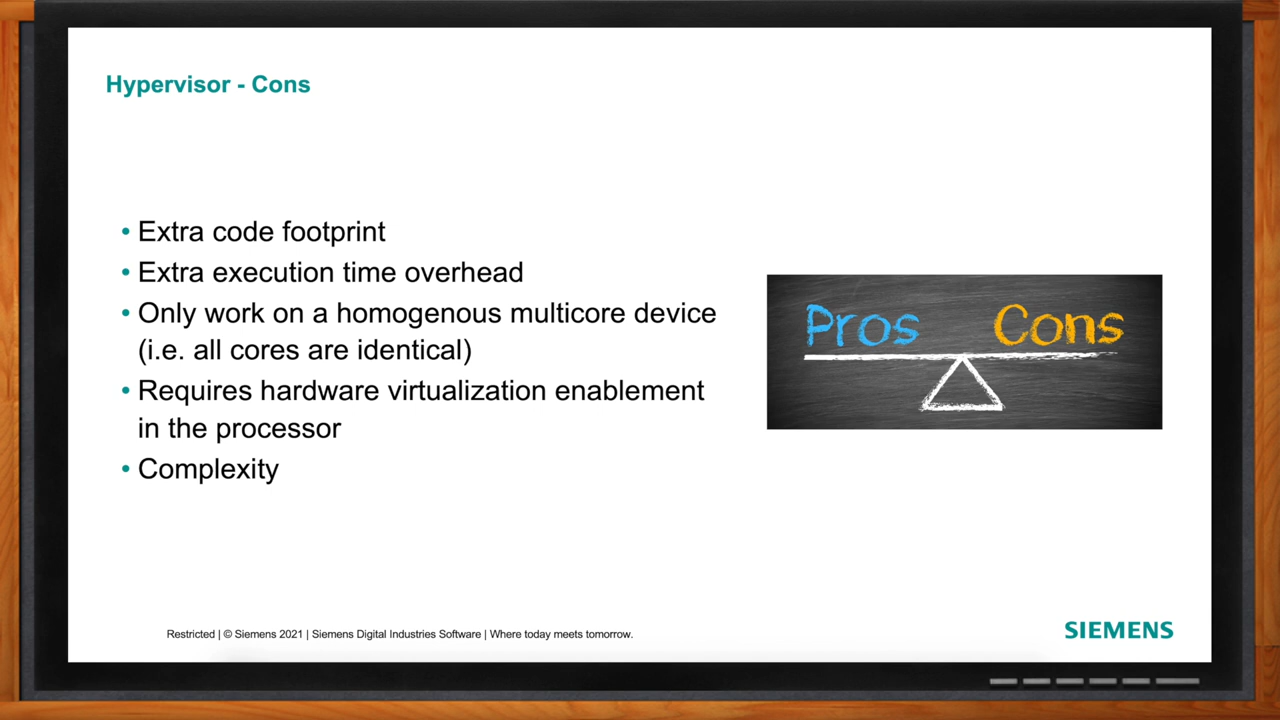 Hypervisor - Cons
• Extra code footprint
• Extra execution time overhead
• Only work on a homogenous multicore device
(i.e. all cores are identical)
• Requires hardware virtualization enablement
in the processor
• Complexity
Pros Cons
Restricted | © Siemens 2021 | Siemens Digital Industries Software | Where today meets tomorrow.
SIEMENS